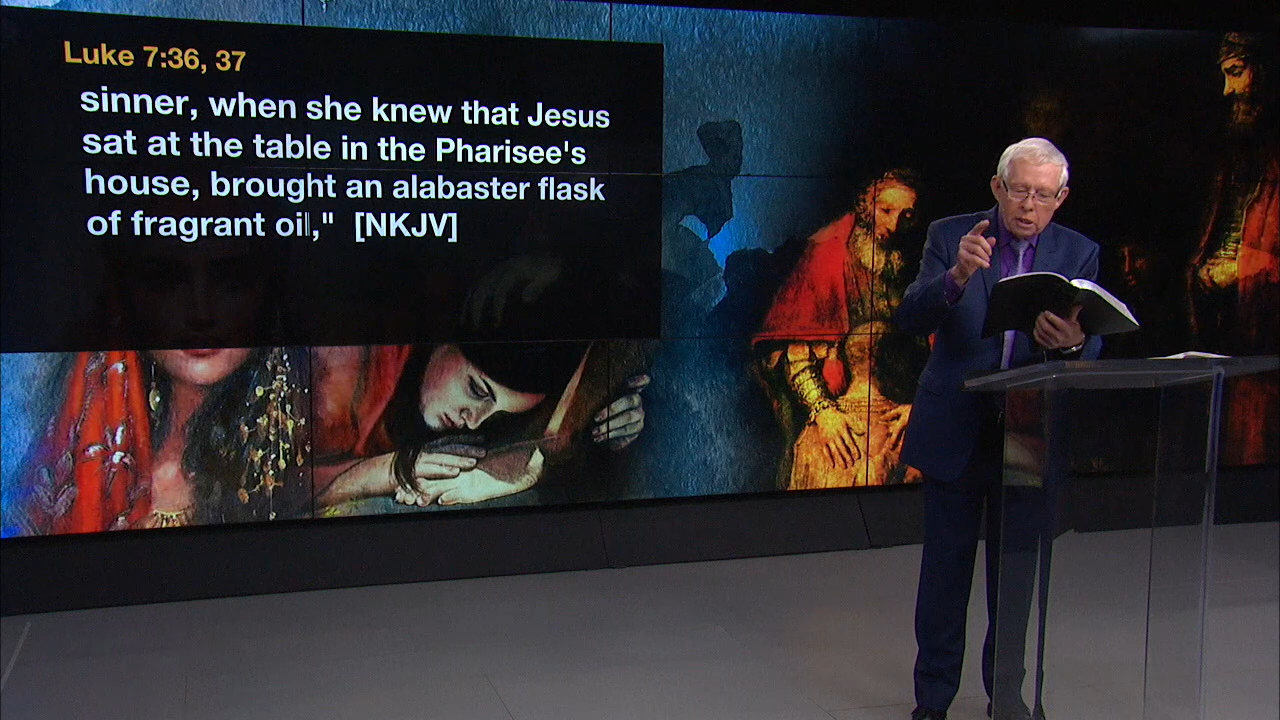 Luke 7:36, 37
sinner, when she knew that Jesus
sat at the table in the Pharisee's
house, brought an alabaster flask
of fragrant oil," [NKJV]